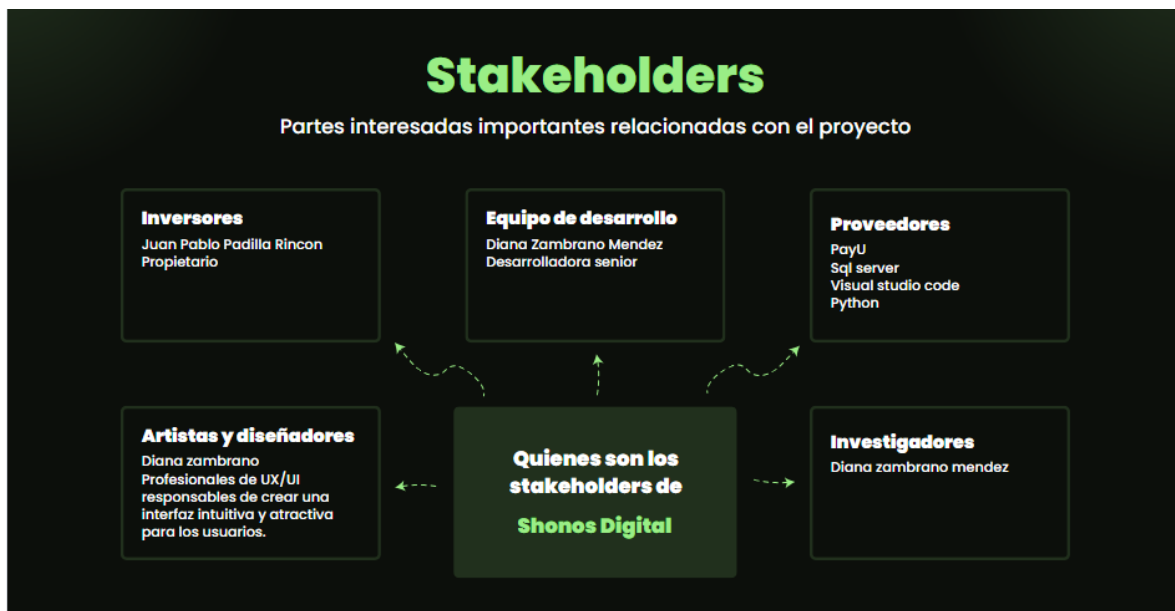 Stakeholders
Partes interesadas importantes relacionadas con el proyecto
Inversores
Juan Pablo Padilla Rincon
Propietario
Equipo de desarrollo
Diana Zambrano Mendez
Desarrolladora senior
Proveedores
PayU
Sql server
Visual studio code
Python
Artistas y diseñadores
Diana zambrano
Profesionales de UX/UI
responsables de crear una
interfaz intuitiva y atractiva
para los usuarios.
Quienes son los
stakeholders de
Shonos Digital
Investigadores
Diana zambrano mendez